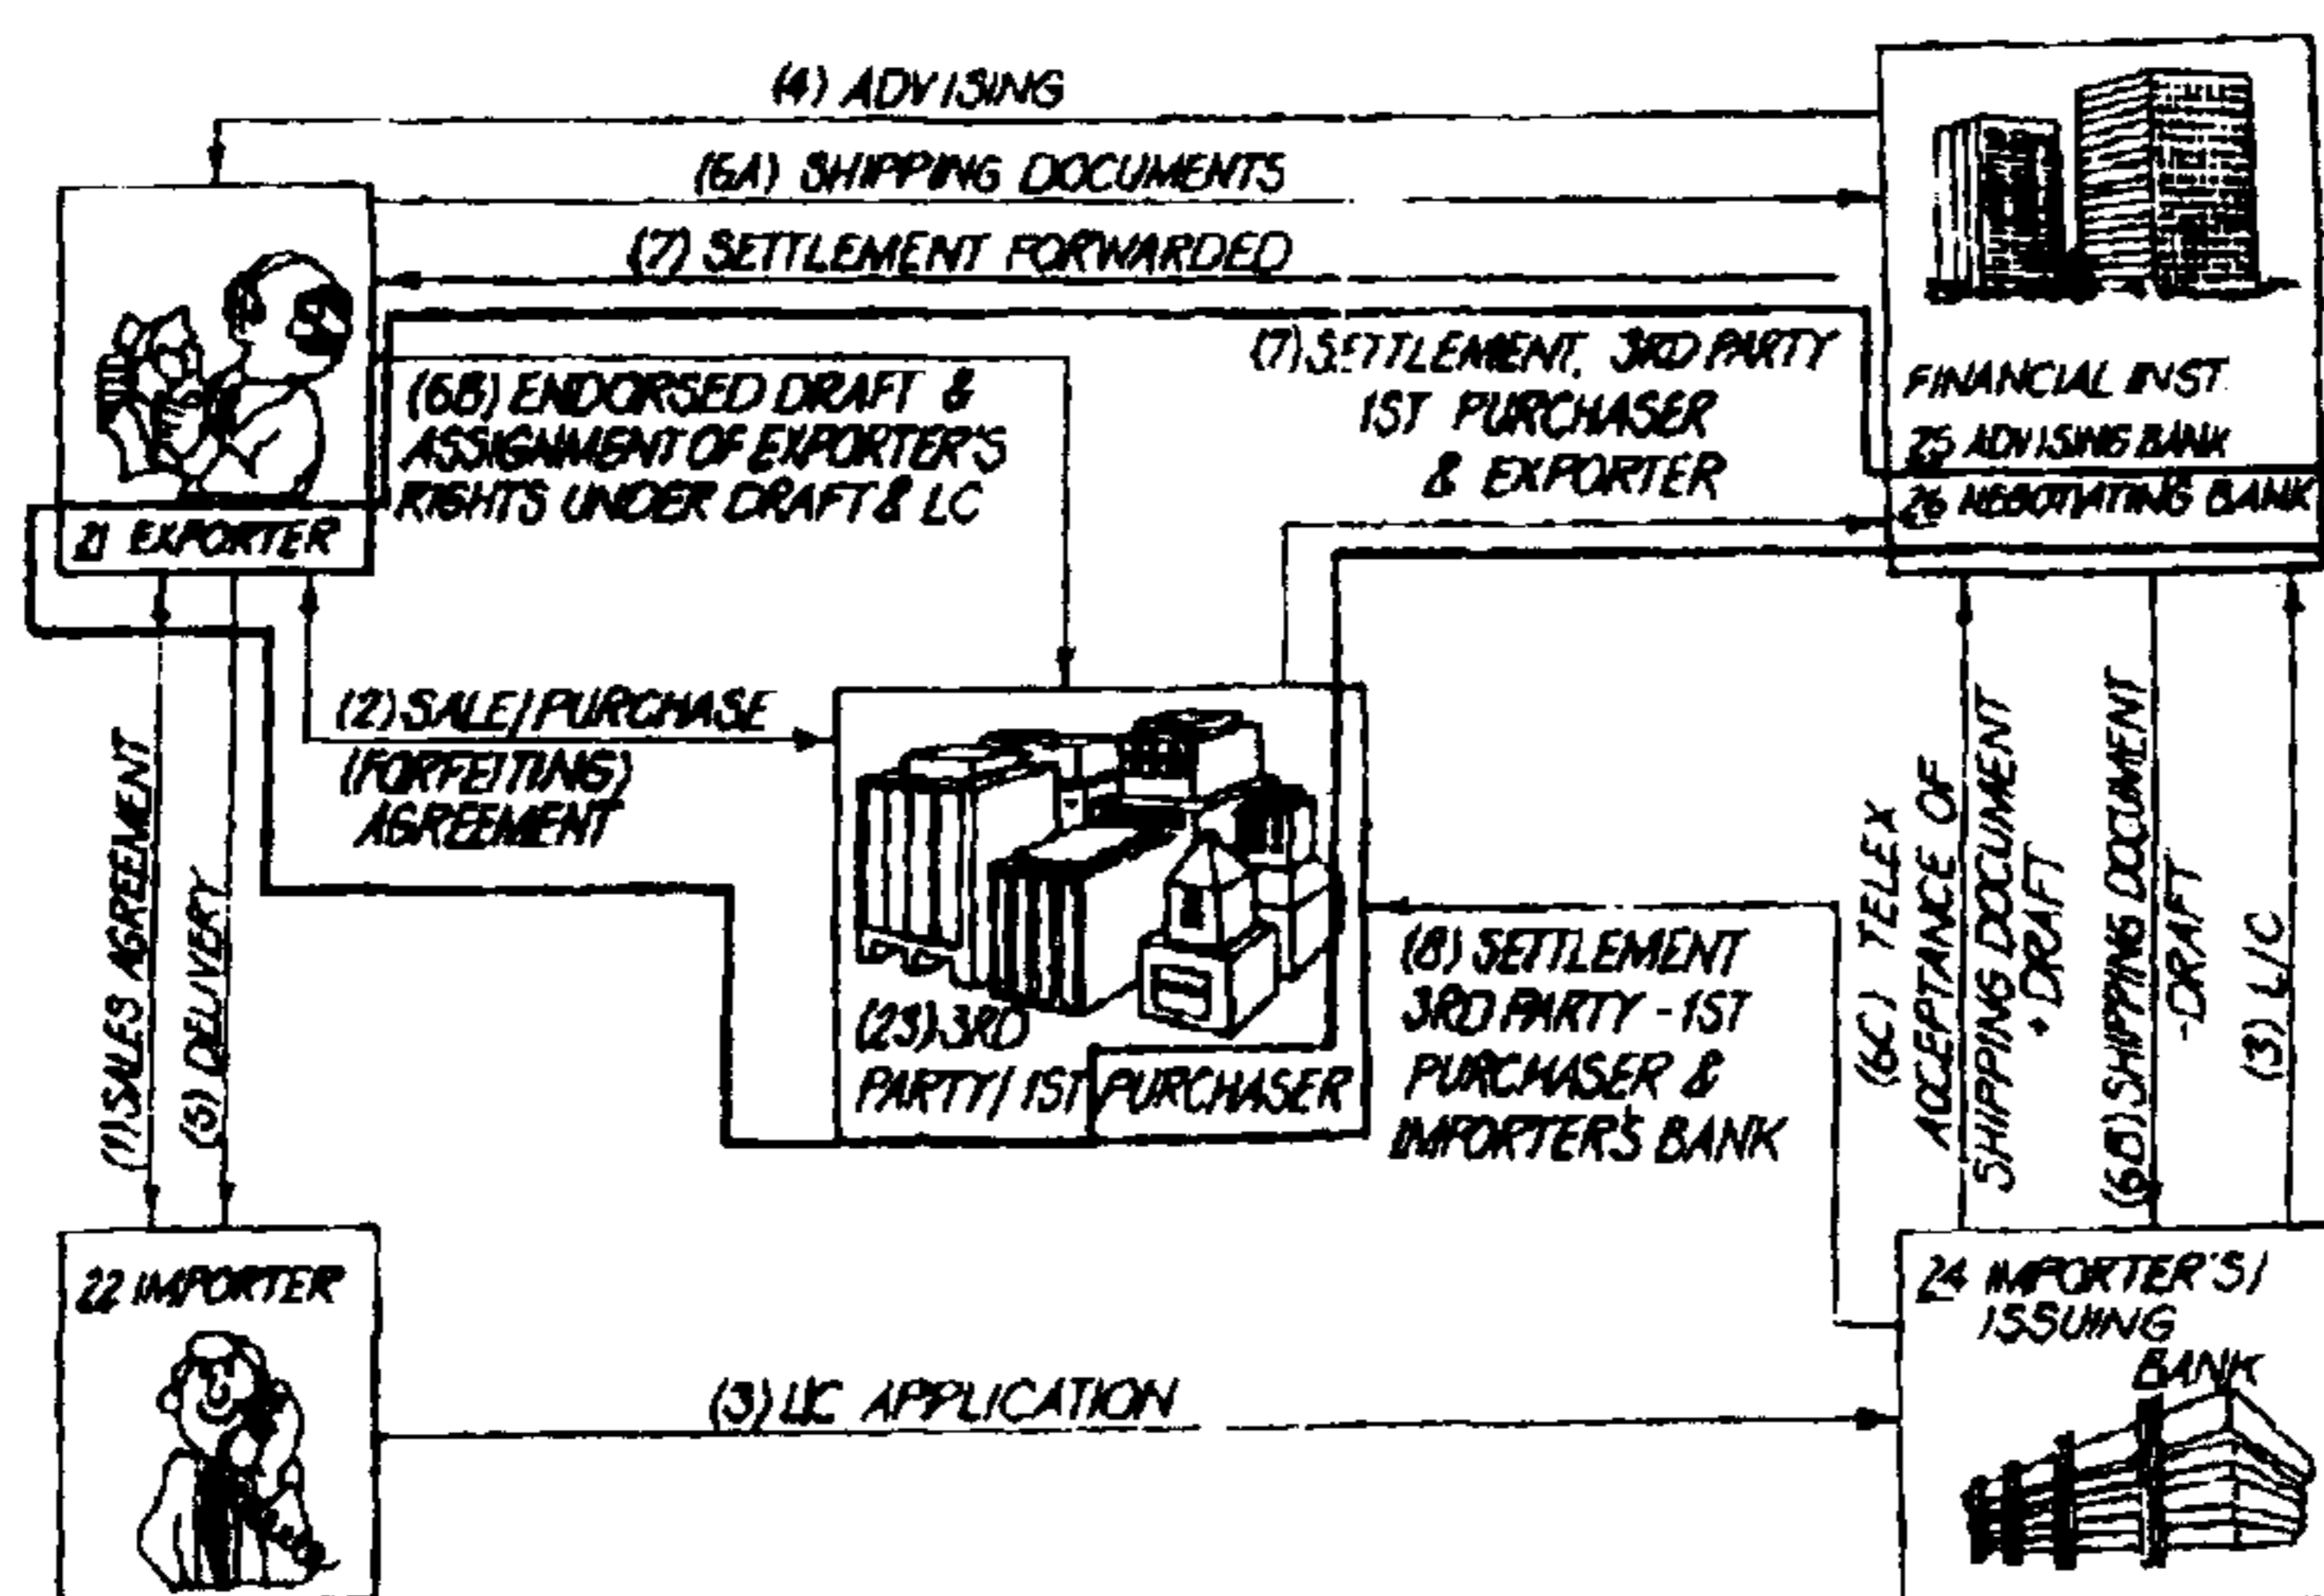 (4) ADVISING
(6A) SHIPPING DOCUMENTS
(7) SETTLEMENT FORWARDED
(7) SETTLEMENT, 3RD PARTY
1ST PURCHASER
& EXPORTER
FINANCIAL INST.
25 ADVISING BANK
26 NEGOTIATING BANK
(6B) ENDORSED DRAFT &
ASSIGNMENT OF EXPORTER'S
RIGHTS UNDER DRAFT & LC
21 EXPORTER
(2) SALE/PURCHASE
(FORFEITING)
AGREEMENT
(1) SALES AGREEMENT
(5) DELIVERY
(23) 3RD
PARTY/1ST PURCHASER
(8) SETTLEMENT
3RD PARTY - 1ST
PURCHASER &
IMPORTER'S BANK
(6C) TELEX
ACCEPTANCE OF
SHIPPING DOCUMENT
+ DRAFT
(6B) SHIPPING DOCUMENT
-DRAFT
(3) L/C
22 IMPORTER
(3) L/C APPLICATION
24 IMPORTER'S/
ISSUING
BANK